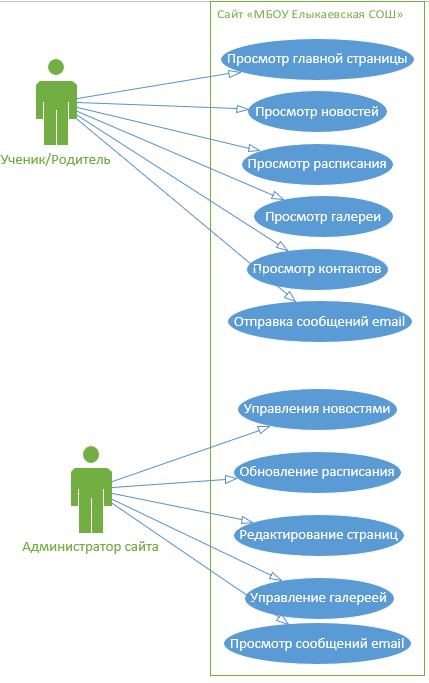 Сайт «МБОУ Елыкаевская СОШ»
Просмотр главной страницы
Просмотр новостей
Просмотр расписания
Просмотр галереи
Просмотр контактов
Отправка сообщений email
Ученик/Родитель
Управления новостями
Обновление расписания
Редактирование страниц
Управление галереей
Просмотр сообщений email
Администратор сайта